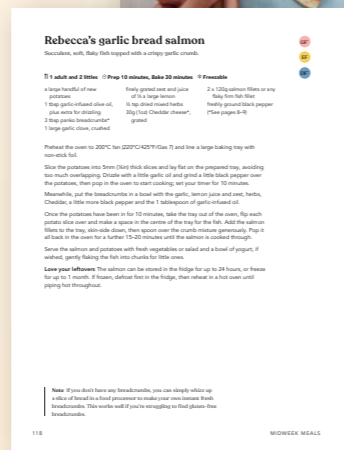 Rebecca's garlic bread salmon
Succulent, soft, flaky fish topped with a crispy garlic crumb.
1 adult and 2 littles Prep 10 minutes, Bake 20 minutes Freezable
a large handful of new
potatoes
1 tbsp garlic-infused olive oil,
plus extra for drizzling
3 tbsp panko breadcrumbs*
1 large garlic clove, crushed
finely grated zest and juice
of ½ a large lemon
½ tsp dried mixed herbs
30g (1oz) Cheddar cheese*,
grated
2 x 120g salmon fillets or any
flaky firm fish fillet
freshly ground black pepper
(*See pages 8–9)
GF*
EF
DF*
Preheat the oven to 200°C fan (220°C/425°F/Gas 7) and line a large baking tray with
non-stick foil.
Slice the potatoes into 5mm (¼in) thick slices and lay flat on the prepared tray, avoiding
too much overlapping. Drizzle with a little garlic oil and grind a little black pepper over
the potatoes, then pop in the oven to start cooking; set your timer for 10 minutes.
Meanwhile, put the breadcrumbs in a bowl with the garlic, lemon juice and zest, herbs,
Cheddar, a little more black pepper and the 1 tablespoon of garlic-infused oil.
Once the potatoes have been in for 10 minutes, take the tray out of the oven, flip each
potato slice over and make a space in the centre of the tray for the fish. Add the salmon
fillets to the tray, skin-side down, then spoon over the crumb mixture generously. Pop it
all back in the oven for a further 15–20 minutes until the salmon is cooked through.
Serve the salmon and potatoes with fresh vegetables or salad and a bowl of yogurt, if
wished, gently flaking the fish into chunks for little ones.
Love your leftovers The salmon can be stored in the fridge for up to 24 hours, or freeze
for up to 1 month. If frozen, defrost first in the fridge, then reheat in a hot oven until
piping hot throughout.
Note If you don't have any breadcrumbs, you can simply whizz up
a slice of bread in a food processor to make your own instant fresh
breadcrumbs. This works well if you're struggling to find gluten-free
breadcrumbs.
118
MIDWEEK MEALS